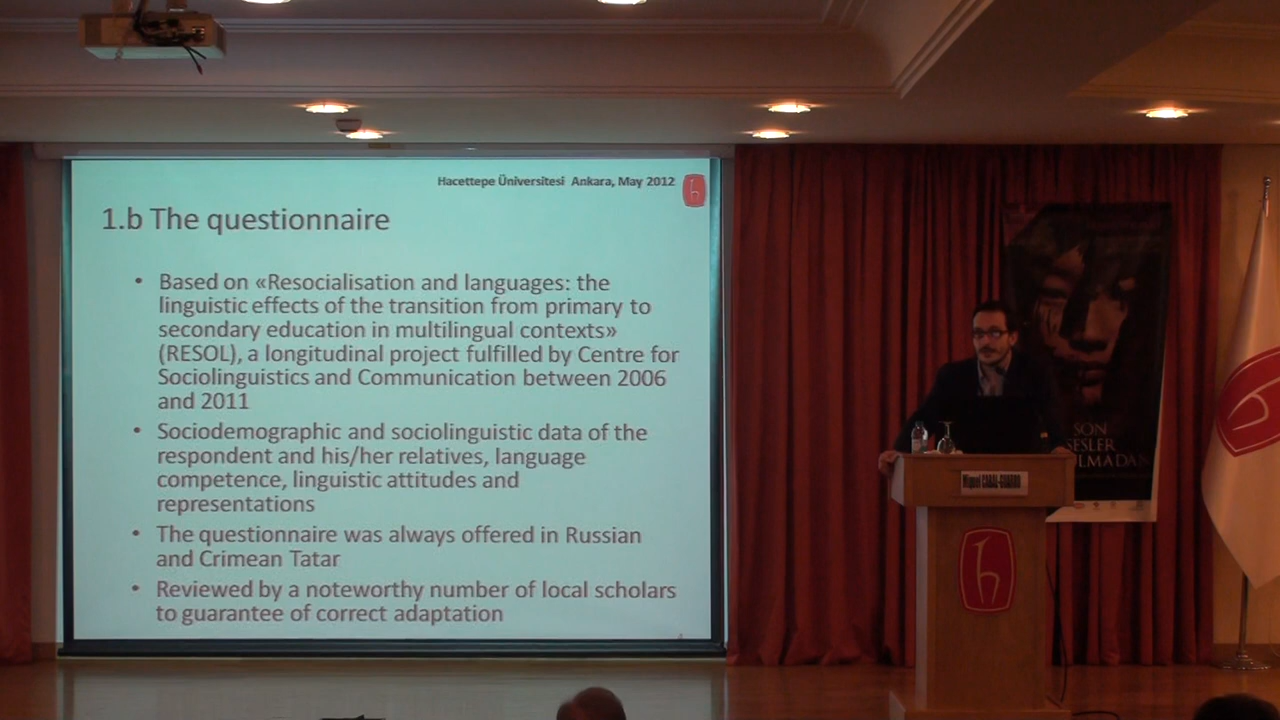 Hacettepe Üniversitesi Ankara, May 2012
1.b The questionnaire
• Based on «Resocialisation and languages: the
linguistic effects of the transition from primary to
secondary education in multilingual contexts»
(RESOL), a longitudinal project fulfilled by Centre for
Sociolinguistics and Communication between 2006
and 2011
• Sociodemographic and sociolinguistic data of the
respondent and his/her relatives, language
competence, linguistic attitudes and
representations
• The questionnaire was always offered in Russian
and Crimean Tatar
• Reviewed by a noteworthy number of local scholars
to guarantee of correct adaptation
4
SON
SESLER
Miquel